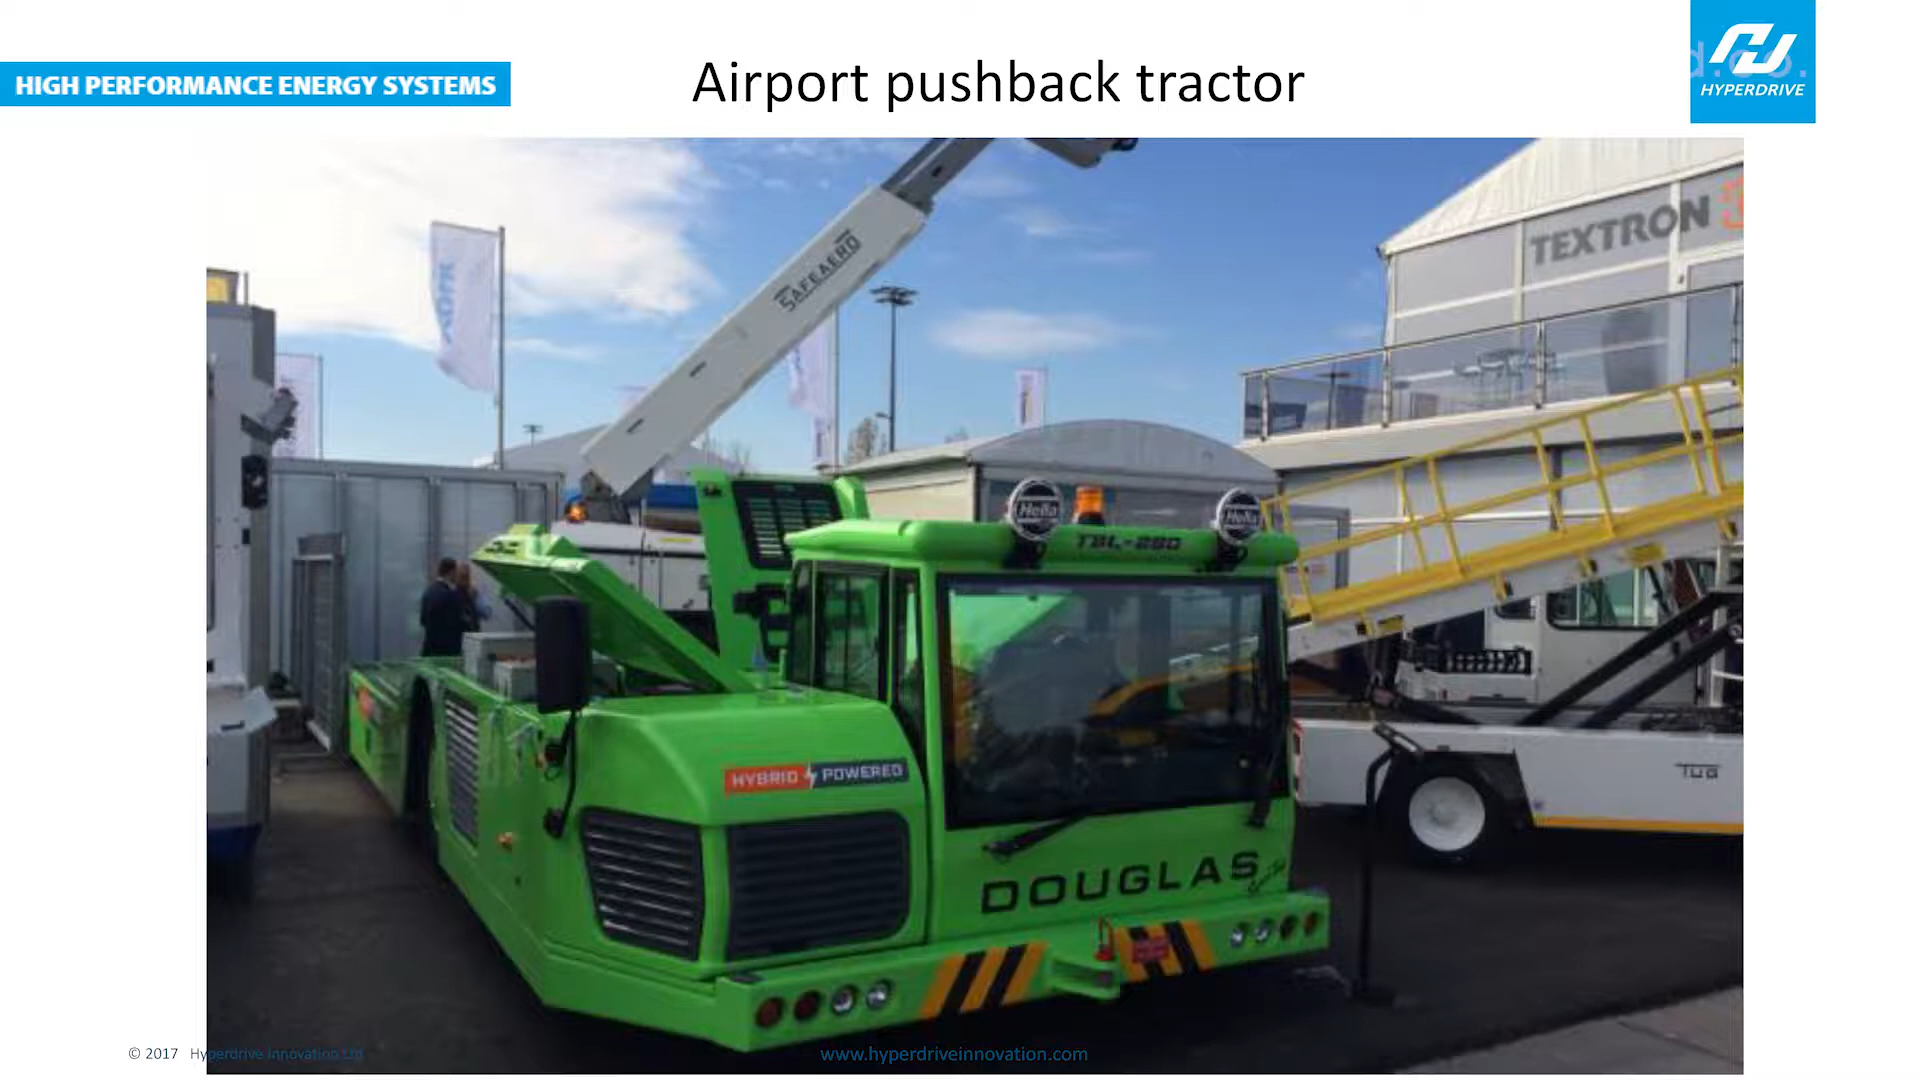 HIGH PERFORMANCE ENERGY SYSTEMS
Airport pushback tractor
d.co.
HYPERDRIVE
TEXTRON
SAFEAERO
Hella
TBL-280
Hella
HYBRID POWERED
TUG
DOUGLAS
© 2017 Hyperdrive Innovation Ltd
www.hyperdriveinnovation.com